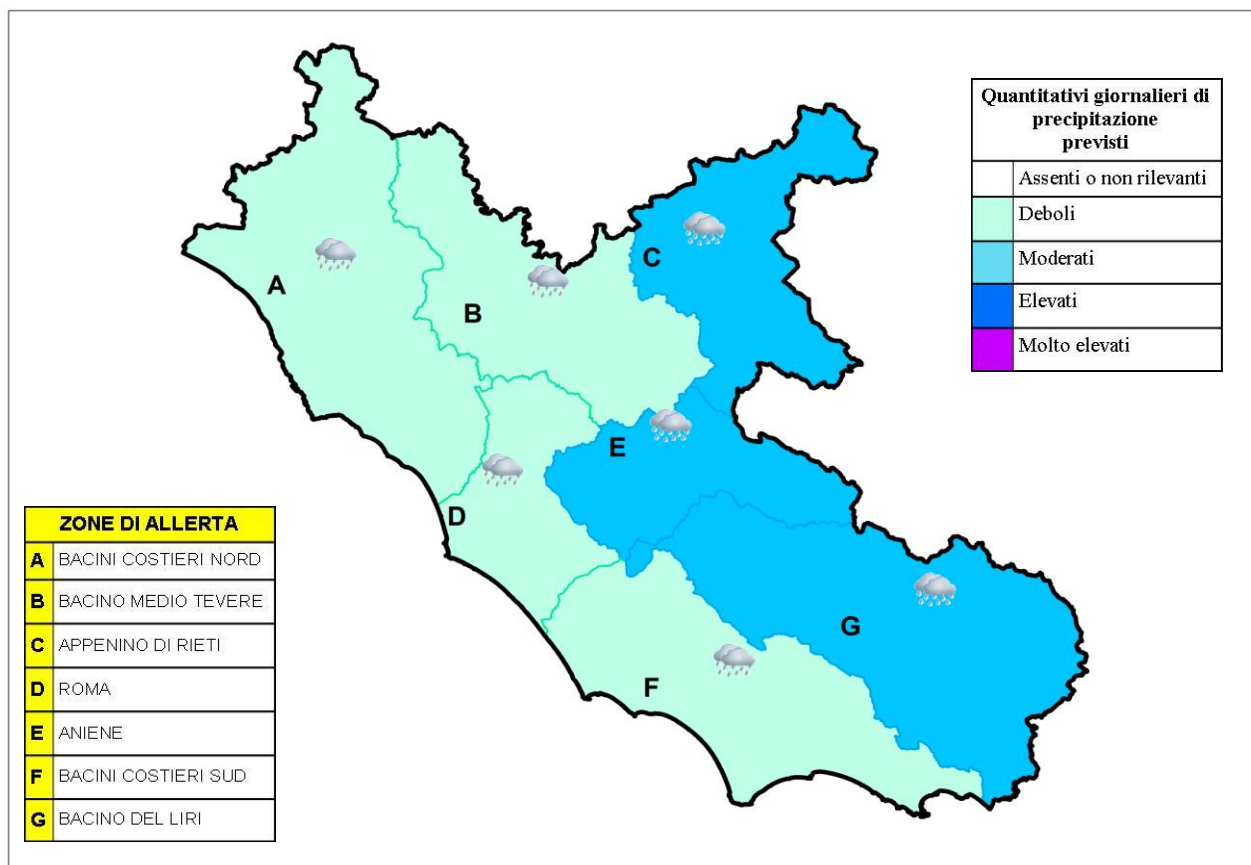 Quantitativi giornalieri di
precipitazione
previsti
Assenti o non rilevanti
Deboli
Moderati
Elevati
Molto elevati
A
B
C
D
E
F
G
ZONE DI ALLERTA
A BACINI COSTIERI NORD
B BACINO MEDIO TEVERE
C APPENINO DI RIETI
D ROMA
E ANIENE
F BACINI COSTIERI SUD
G BACINO DEL LIRI